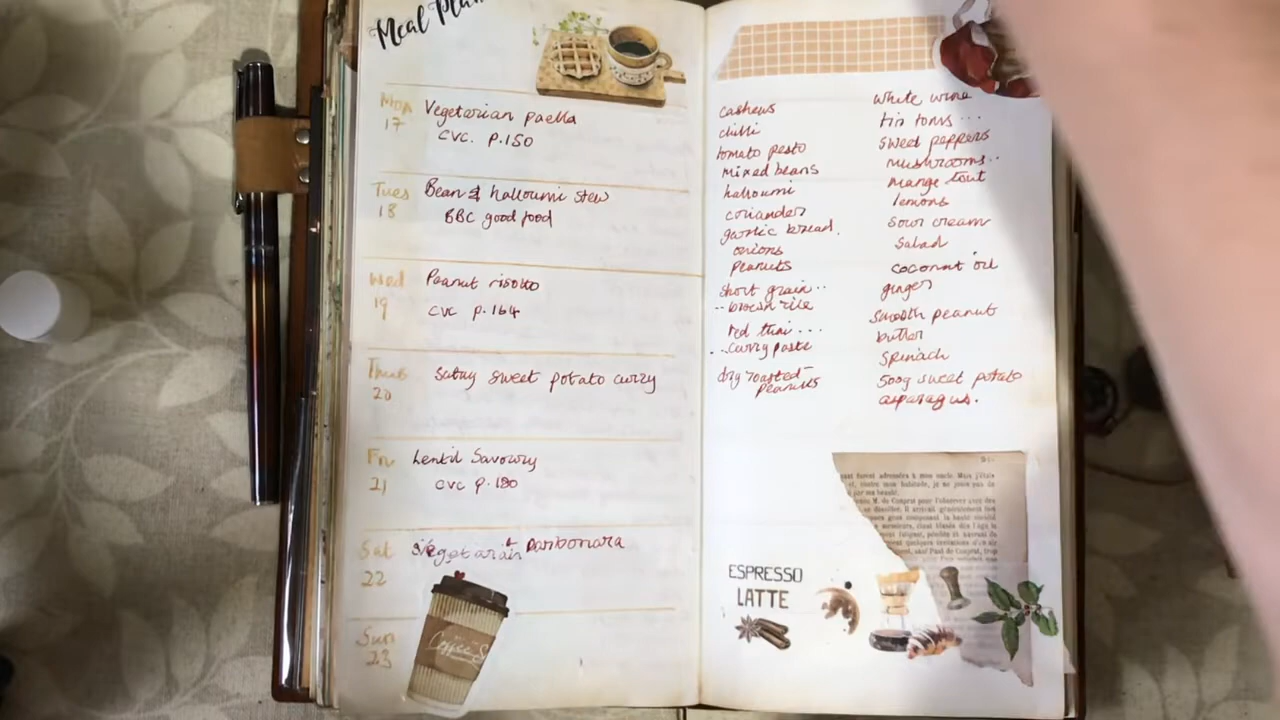 Meal Plan
Mon
17
Vegetarian paella
CVC. P.150
Tues
18
Bean & halloumi stew
BBC good food
Wed
19
Peanut risotto
CVC P.164
Thurs
20
Satay sweet potato curry
Fri
21
Lentil Savoury
CVC P.180
Sat
22
Vegetarian
Sun
23
Coffee
cashews
chilli
tomato pesto
mixed beans
halloumi
coriander
garlic bread.
onions
Peanuts
short grain..
..brown rice
red thai...
..curry paste
dry roasted
peanuts
white wine
tin toms...
sweet peppers
mushrooms..
mange tout
lemons
sour cream
Salad
coconut oil
ginger
Smooth peanut
butter
Spinach
500g sweet potato
asparagus.
ESPRESSO
LATTE